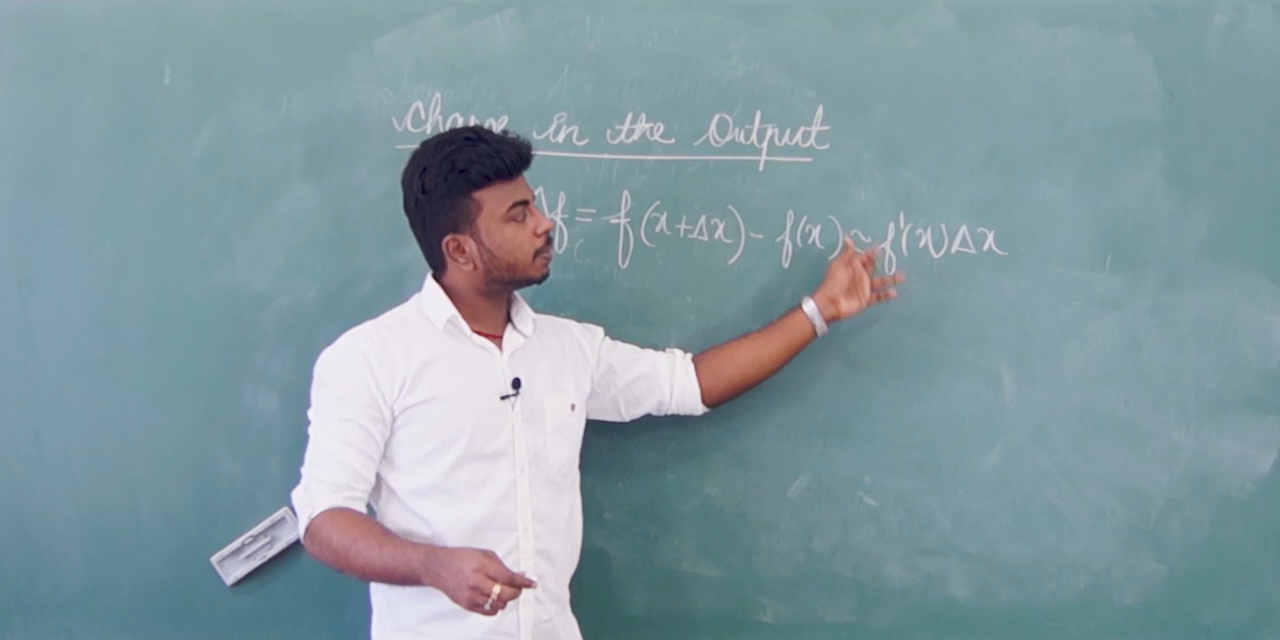 Change in the Output
Δf = f(x+Δx) - f(x) ≈ f'(x)Δx